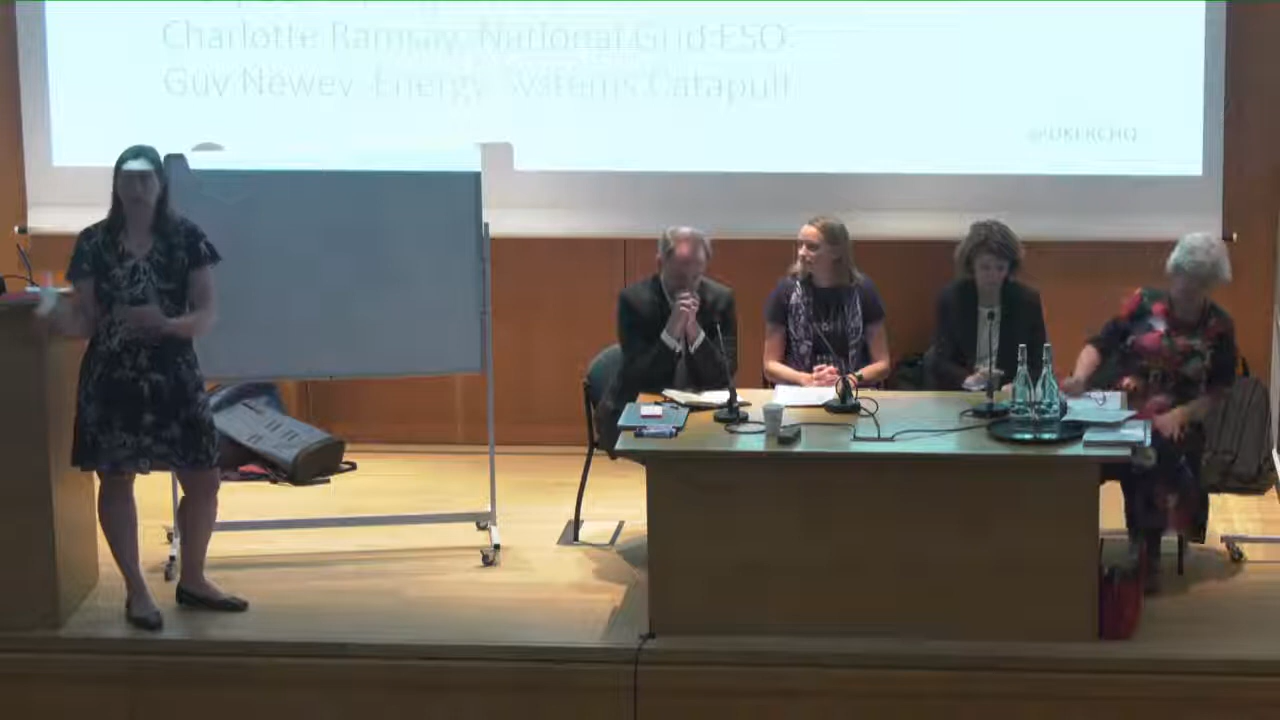 Charlotte Ramsay, National Grid ESO
Guy Newey, Energy Systems Catapult
@UKERCHQ